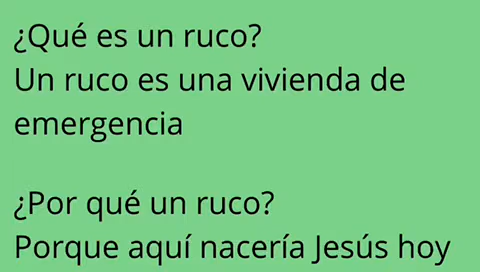 ¿Qué es un ruco?
Un ruco es una vivienda de
emergencia
¿Por qué un ruco?
Porque aquí nacería Jesús hoy